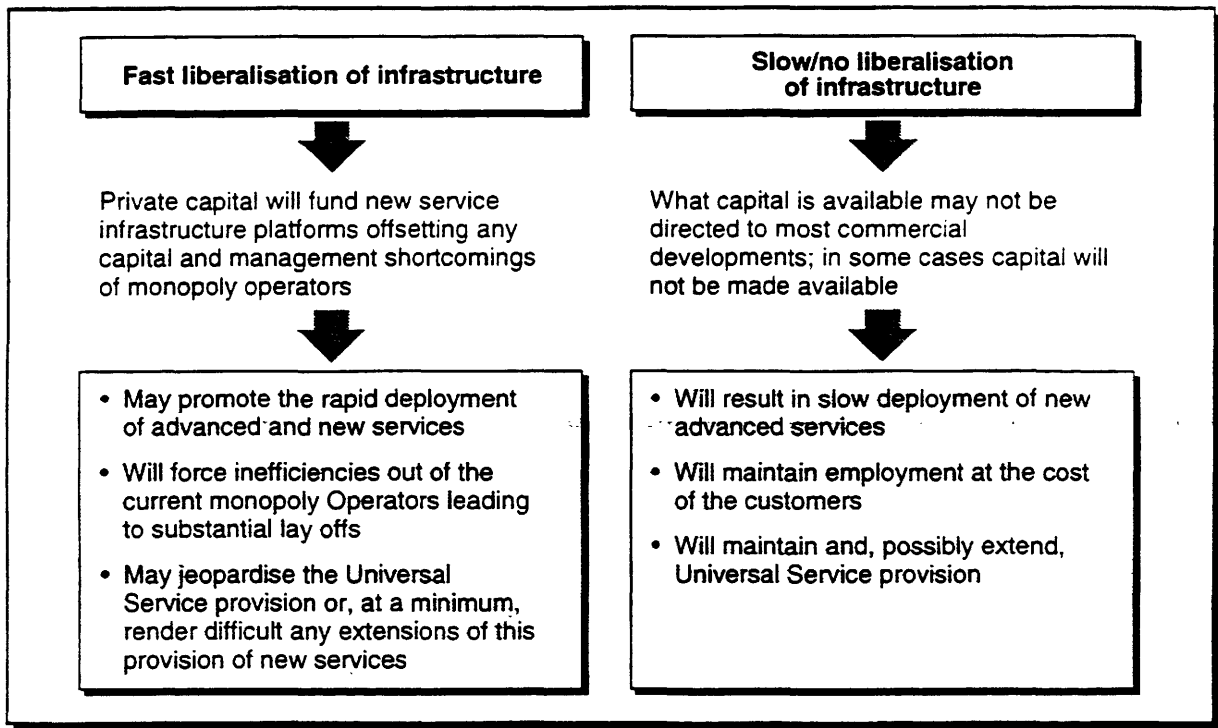 Fast liberalisation of infrastructure
Private capital will fund new service
infrastructure platforms offsetting any
capital and management shortcomings
of monopoly operators
• May promote the rapid deployment
of advanced and new services
• Will force inefficiencies out of the
current monopoly Operators leading
to substantial lay offs
• May jeopardise the Universal
Service provision or, at a minimum,
render difficult any extensions of this
provision of new services
Slow/no liberalisation
of infrastructure
What capital is available may not be
directed to most commercial
developments; in some cases capital will
not be made available
• Will result in slow deployment of new
advanced services
• Will maintain employment at the cost
of the customers
• Will maintain and, possibly extend,
Universal Service provision